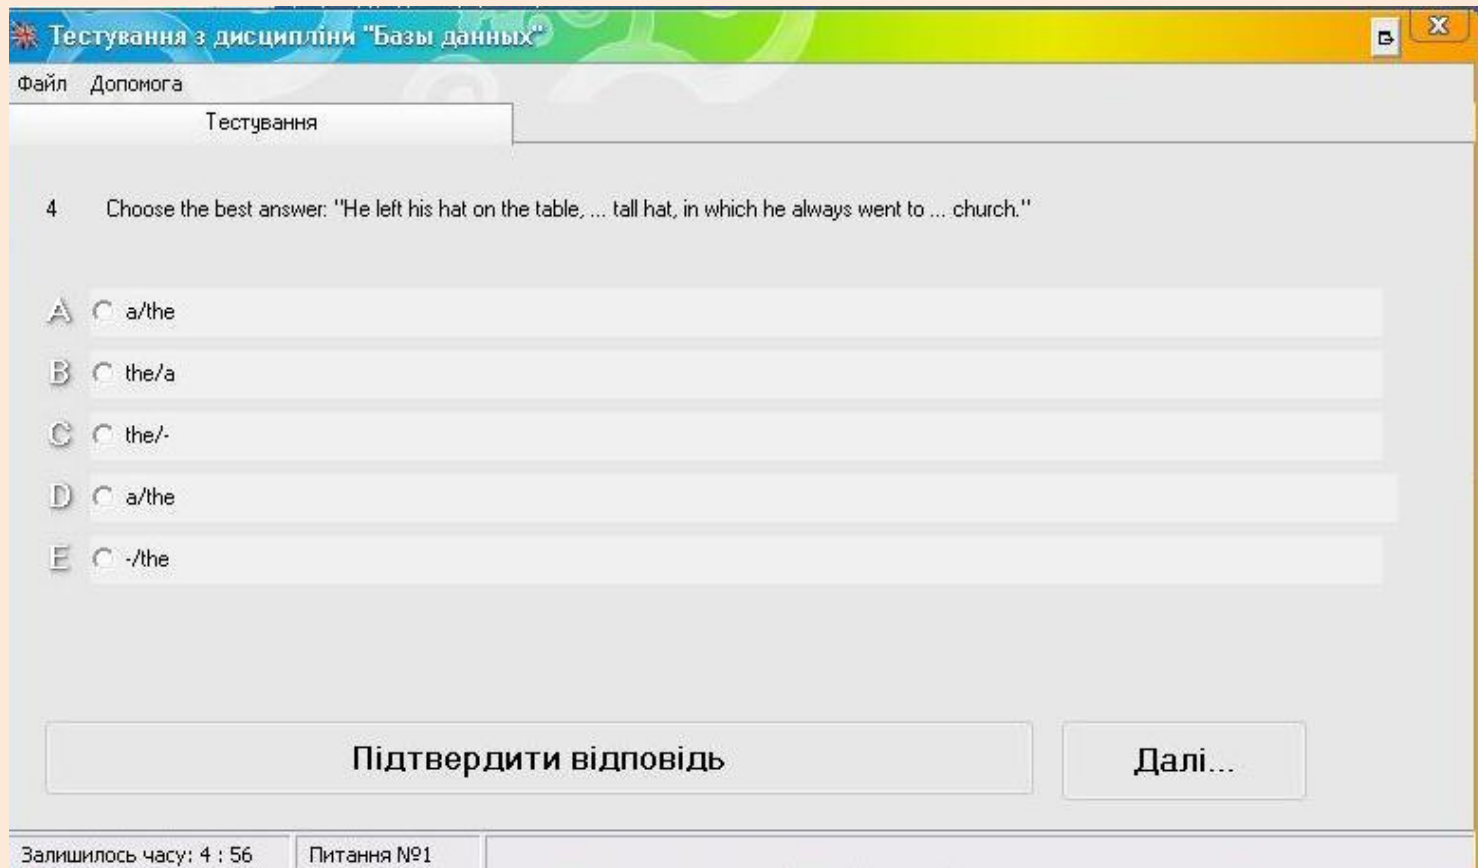 Тестування з дисципліни "Базы данных"
Файл Допомога
Тестування
4 Choose the best answer: "He left his hat on the table, ... tall hat, in which he always went to ... church."
A a/the
B the/a
C the/-
D a/the
E -/the
Підтвердити відповідь Далі...
Залишилось часу: 4 : 56 Питання №1